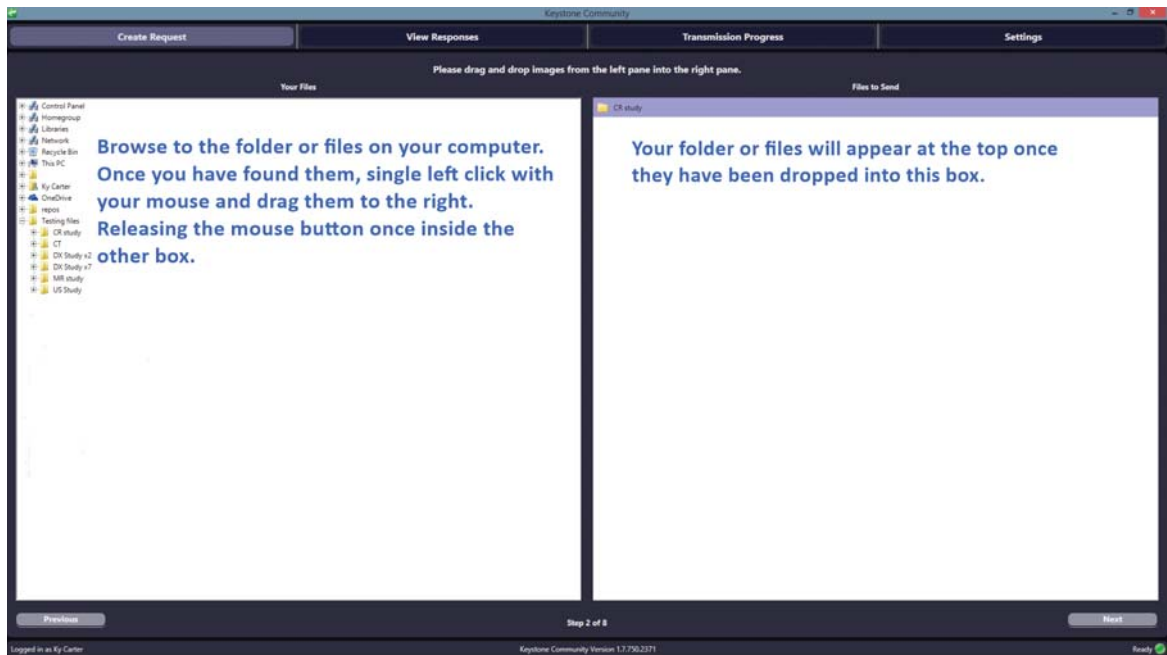 Keystone Community
Create Request
View Responses
Transmission Progress
Settings
Please drag and drop images from the left pane into the right pane.
Your Files
Files to Send
Control Panel
Homegroup
Libraries
Network
Recycle Bin
This PC
Ky Carter
OneDrive
repos
Testing files
CR study
CT
DX Study x2
DX Study x7
MR study
US Study
Browse to the folder or files on your computer.
Once you have found them, single left click with
your mouse and drag them to the right.
Releasing the mouse button once inside the
other box.
CR study
Your folder or files will appear at the top once
they have been dropped into this box.
Previous
Step 2 of 8
Next
Logged in as Ky Carter
Keystone Community Version 1.7.750.2371
Ready